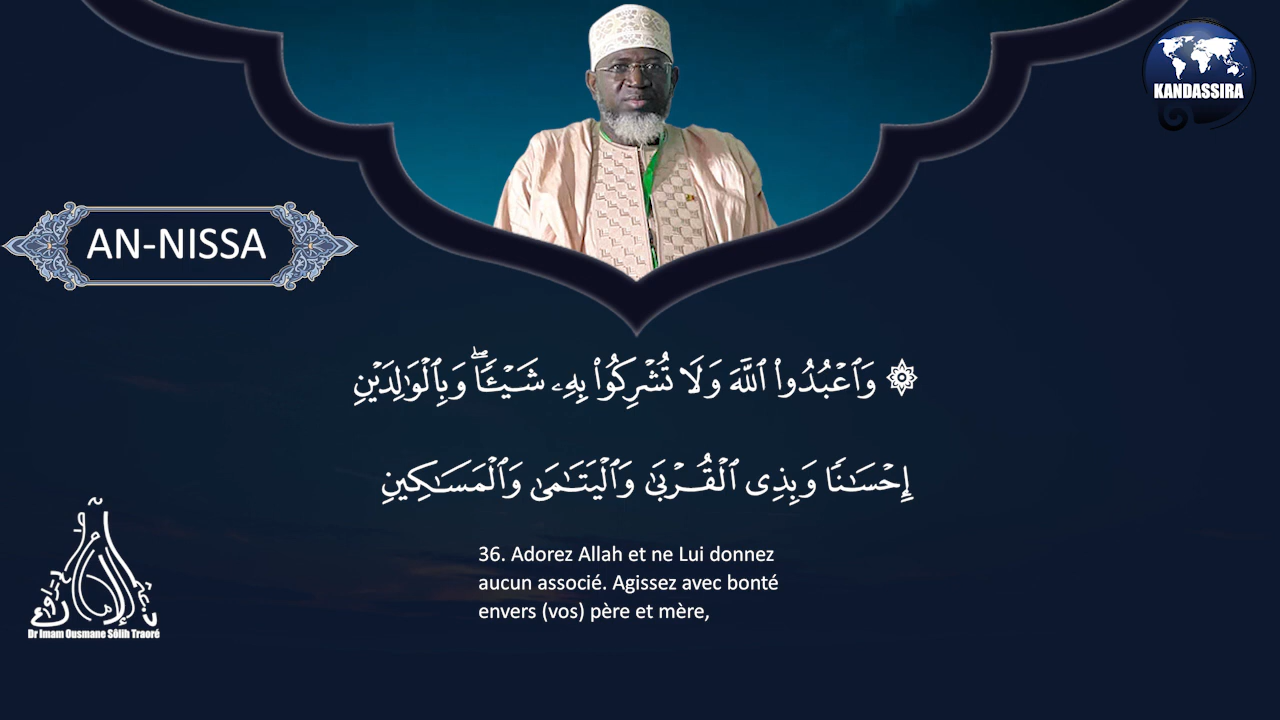 KANDASSIRA
AN-NISSA
۞ وَٱعْبُدُوا۟ ٱللَّهَ وَلَا تُشْرِكُوا۟ بِهِۦ شَيْـًٔا ۖ وَبِٱلْوَٰلِدَيْنِ
إِحْسَـٰنًا وَبِذِى ٱلْقُرْبَىٰ وَٱلْيَتَـٰمَىٰ وَٱلْمَسَـٰكِينِ
36. Adorez Allah et ne Lui donnez
aucun associé. Agissez avec bonté
envers (vos) père et mère,
Dr Imam Ousmane Sôlih Traoré